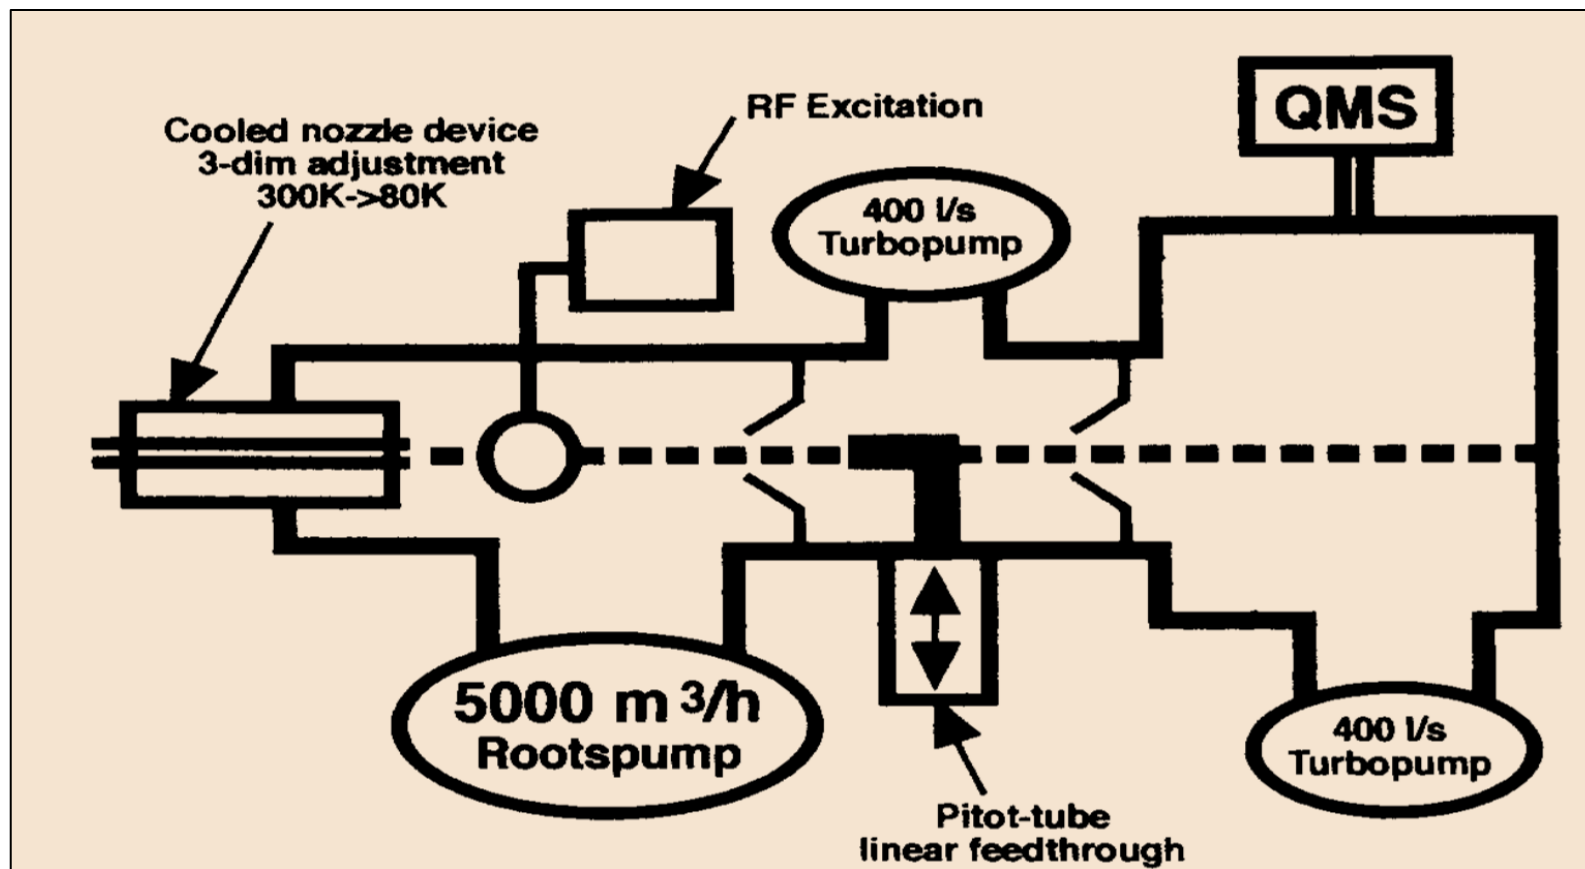 Cooled nozzle device
3-dim adjustment
300K->80K
RF Excitation
400 l/s
Turbopump
QMS
5000 m³/h
Rootspump
Pitot-tube
linear feedthrough
400 l/s
Turbopump